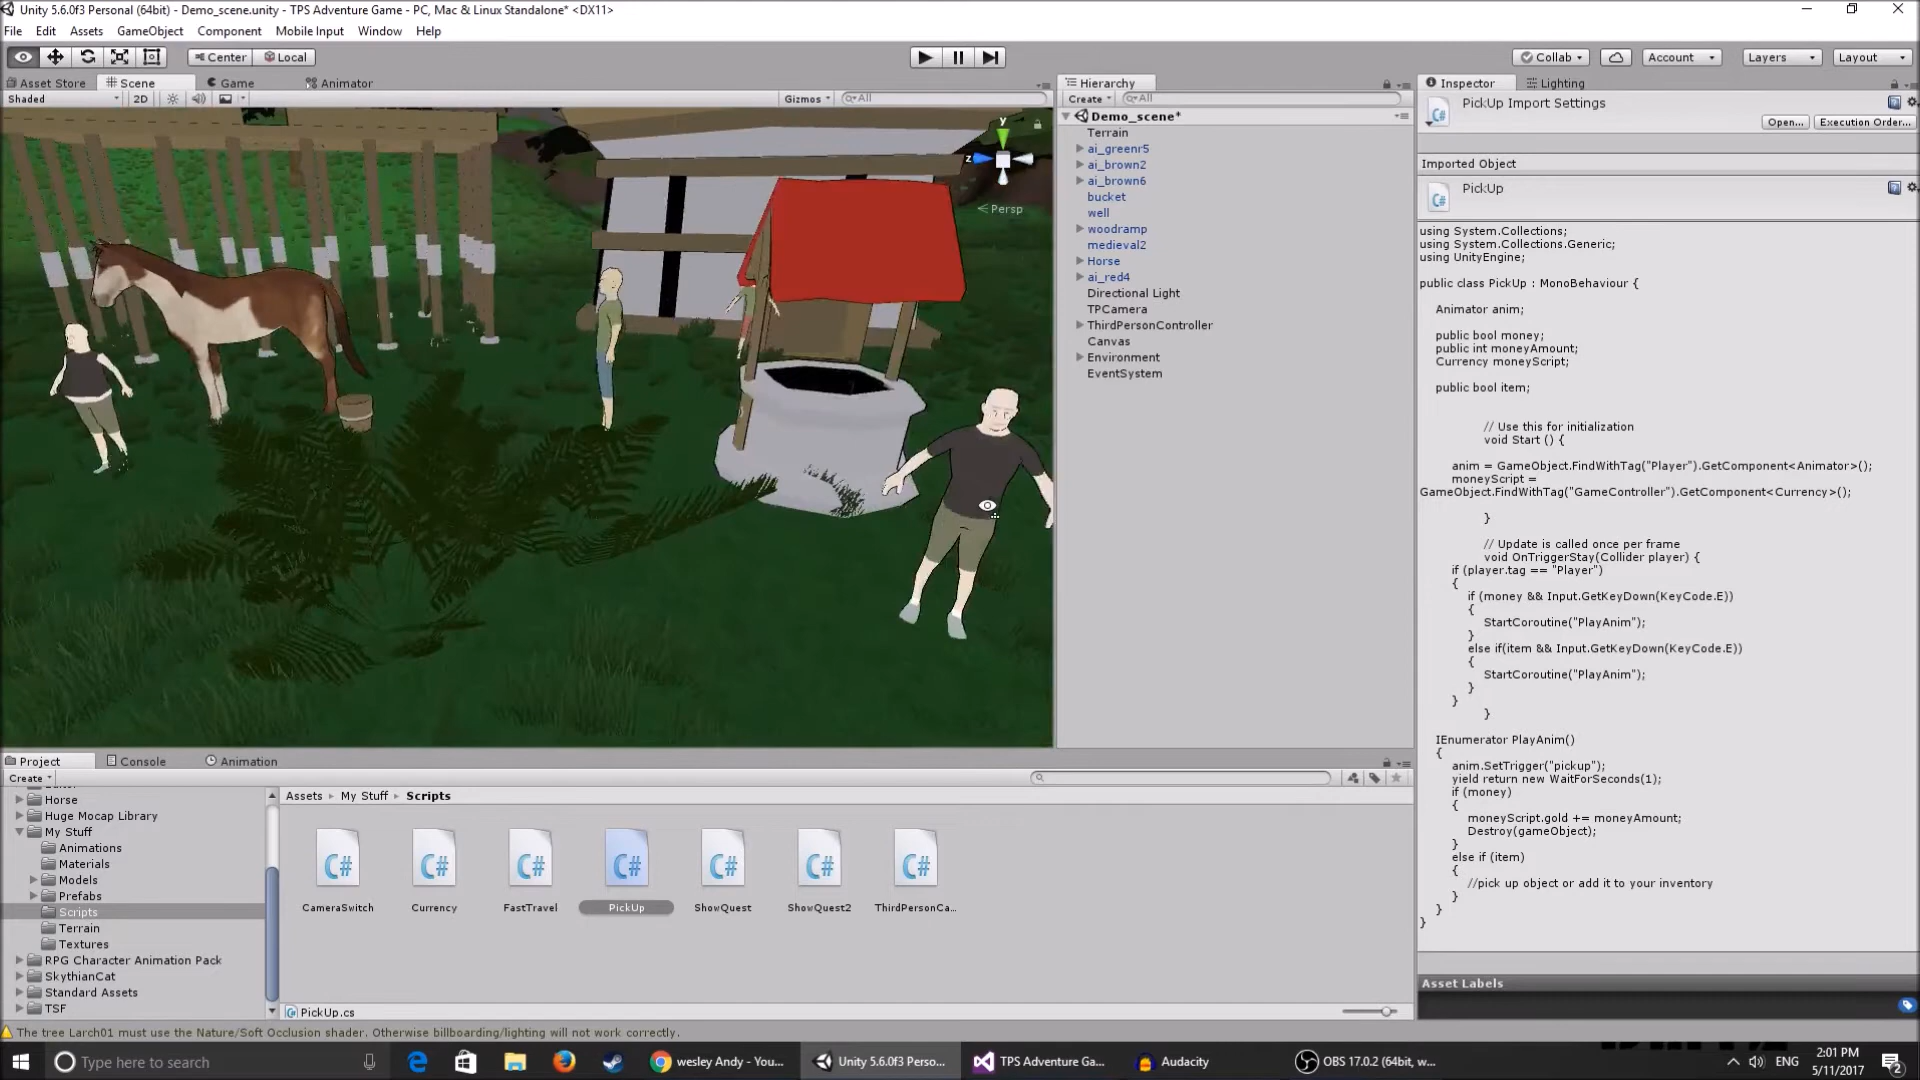 Unity 5.6.0f3 Personal (64bit) - Demo_scene.unity - TPS Adventure Game - PC, Mac & Linux Standalone* <DX11>
File Edit Assets GameObject Component Mobile Input Window Help
Center Local
Collab Account Layers Layout
Asset Store Scene Game Animator
Shaded 2D Gizmos All
y
z
Persp
Hierarchy
Create All
Demo_scene*
Terrain
ai_greenr5
ai_brown2
ai_brown6
bucket
well
woodramp
medieval2
Horse
ai_red4
Directional Light
TPCamera
ThirdPersonController
Canvas
Environment
EventSystem
Inspector Lighting
PickUp Import Settings
Open... Execution Order...
Imported Object
PickUp
using System.Collections;
using System.Collections.Generic;
using UnityEngine;
public class PickUp : MonoBehaviour {
Animator anim;
public bool money;
public int moneyAmount;
Currency moneyScript;
public bool item;
// Use this for initialization
void Start () {
anim = GameObject.FindWithTag("Player").GetComponent<Animator>();
moneyScript =
GameObject.FindWithTag("GameController").GetComponent<Currency>();
}
// Update is called once per frame
void OnTriggerStay(Collider player) {
if (player.tag == "Player")
{
if (money && Input.GetKeyDown(KeyCode.E))
{
StartCoroutine("PlayAnim");
}
else if(item && Input.GetKeyDown(KeyCode.E))
{
StartCoroutine("PlayAnim");
}
}
}
IEnumerator PlayAnim()
{
anim.SetTrigger("pickup");
yield return new WaitForSeconds(1);
if (money)
{
moneyScript.gold += moneyAmount;
Destroy(gameObject);
}
else if (item)
{
//pick up object or add it to your inventory
}
}
}
Asset Labels
Project Console Animation
Create
Horse
Huge Mocap Library
My Stuff
Animations
Materials
Models
Prefabs
Scripts
Terrain
Textures
RPG Character Animation Pack
SkythianCat
Standard Assets
TSF
Assets My Stuff Scripts
C# C# C# C# C# C# C#
CameraSwitch Currency FastTravel PickUp ShowQuest ShowQuest2 ThirdPersonCa...
PickUp.cs
The tree Larch01 must use the Nature/Soft Occlusion shader. Otherwise billboarding/lighting will not work correctly.
Type here to search
wesley Andy - You...
Unity 5.6.0f3 Perso...
TPS Adventure Ga...
Audacity
OBS 17.0.2 (64bit, w...
ENG
2:01 PM
5/11/2017
2